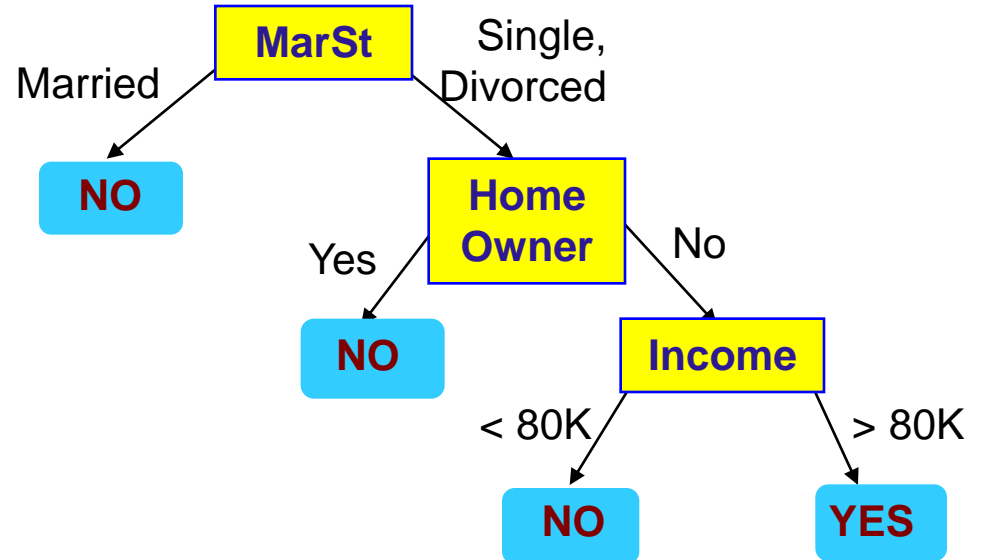 MarSt
Single,
Divorced
Married
NO
Home
Owner
Yes
No
NO
Income
< 80K
> 80K
NO
YES